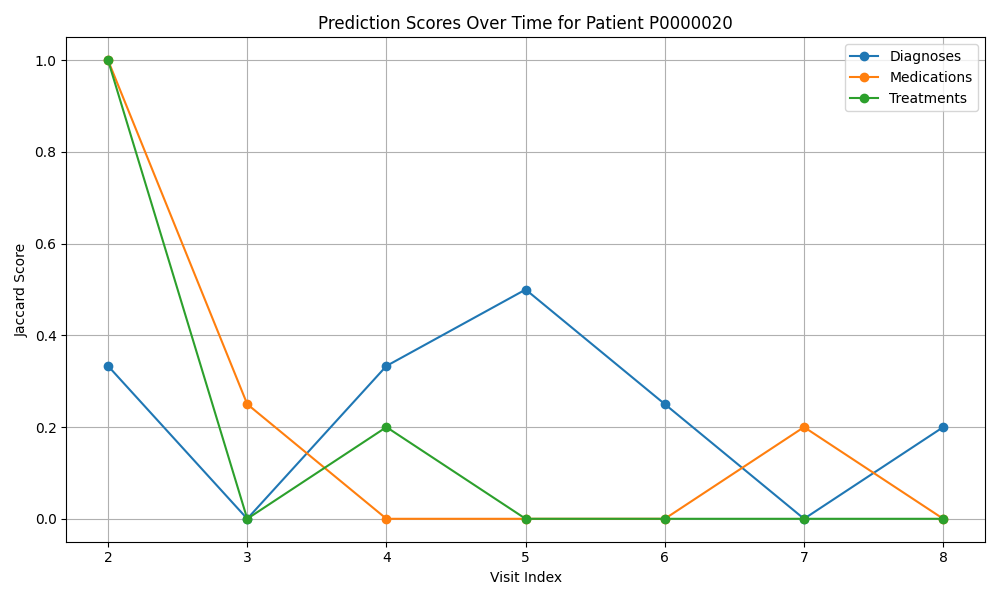 Prediction Scores Over Time for Patient P0000020
Diagnoses
Medications
Treatments
1.0
0.8
0.6
0.4
0.2
0.0
Jaccard Score
2 3 4 5 6 7 8
Visit Index